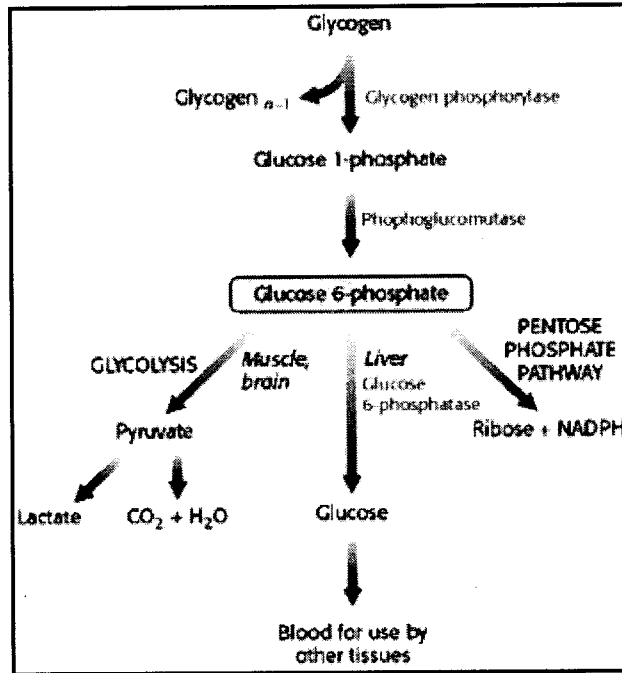 Glycogen
Glycogen n-1
Glycogen phosphorylase
Glucose 1-phosphate
Phophoglucomutase
Glucose 6-phosphate
GLYCOLYSIS
Muscle,
brain
Liver
Glucose
6-phosphatase
PENTOSE
PHOSPHATE
PATHWAY
Pyruvate
Ribose + NADPH
Lactate
CO2 + H2O
Glucose
Blood for use by
other tissues